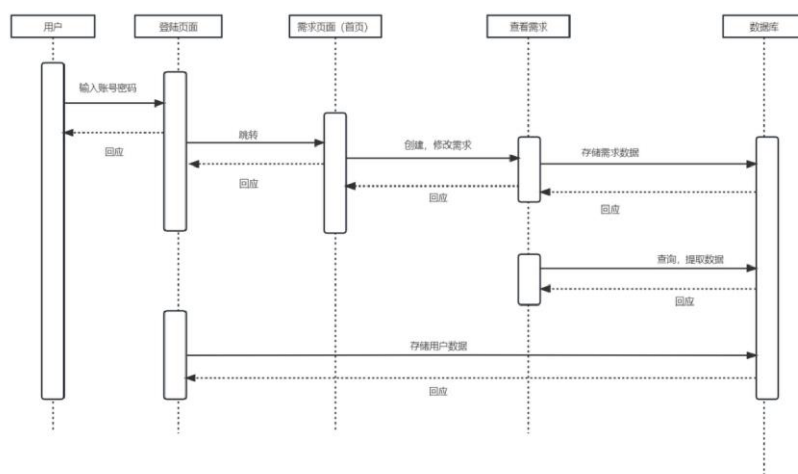 用户
登陆页面
需求页面（首页）
查看需求
数据库
输入账号密码
回应
跳转
回应
创建、修改需求
回应
存储需求数据
回应
查询、提取数据
回应
存储用户数据
回应